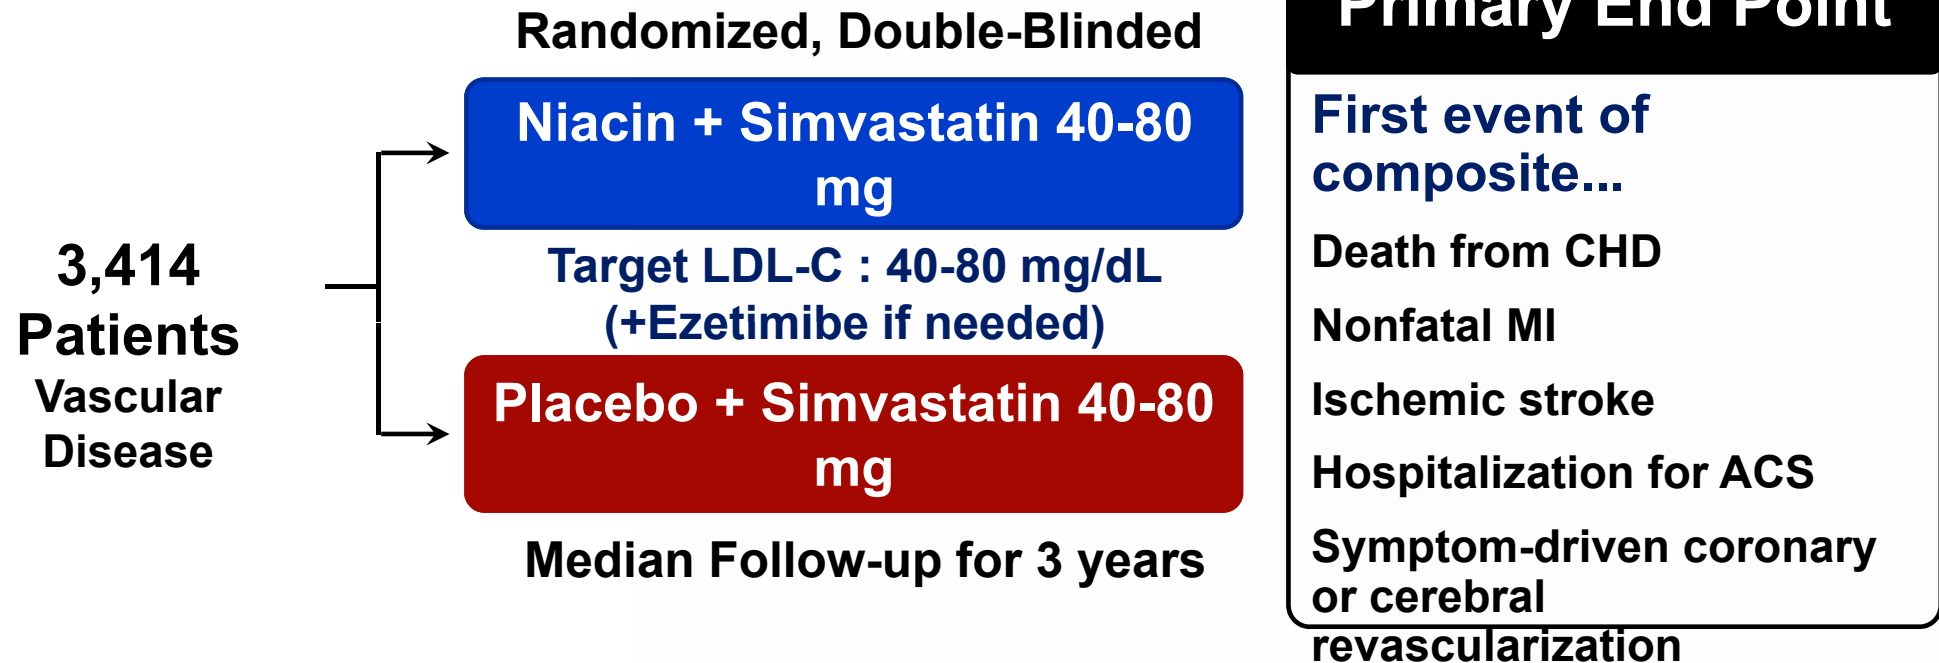 Randomized, Double-Blinded
Niacin + Simvastatin 40-80
mg
Target LDL-C : 40-80 mg/dL
(+Ezetimibe if needed)
Placebo + Simvastatin 40-80
mg
Median Follow-up for 3 years
3,414
Patients
Vascular
Disease
Primary End Point
First event of
composite...
Death from CHD
Nonfatal MI
Ischemic stroke
Hospitalization for ACS
Symptom-driven coronary
or cerebral
revascularization